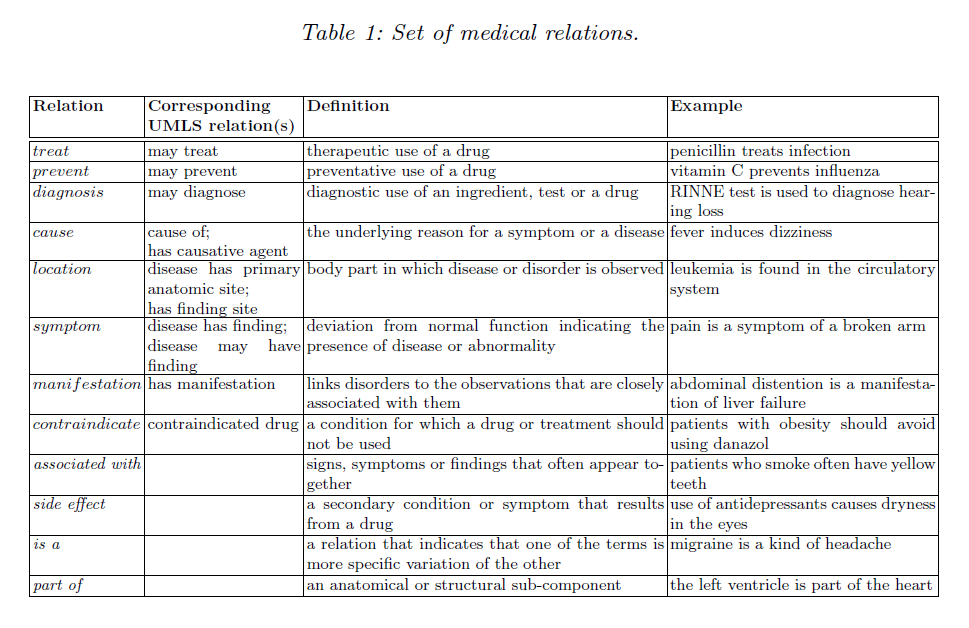 Table 1: Set of medical relations.
Relation Corresponding UMLS relation(s) Definition Example
treat may treat therapeutic use of a drug penicillin treats infection
prevent may prevent preventative use of a drug vitamin C prevents influenza
diagnosis may diagnose diagnostic use of an ingredient, test or a drug RINNE test is used to diagnose hear-
ing loss
cause cause of; the underlying reason for a symptom or a disease fever induces dizziness
has causative agent
location disease has primary body part in which disease or disorder is observed leukemia is found in the circulatory
anatomic site; system
has finding site
symptom disease has finding; deviation from normal function indicating the pain is a symptom of a broken arm
disease may have presence of disease or abnormality
finding
manifestation has manifestation links disorders to the observations that are closely abdominal distention is a manifesta-
associated with them tion of liver failure
contraindicate contraindicated drug a condition for which a drug or treatment should patients with obesity should avoid
not be used using danazol
associated with signs, symptoms or findings that often appear to- patients who smoke often have yellow
gether teeth
side effect a secondary condition or symptom that results use of antidepressants causes dryness
from a drug in the eyes
is a a relation that indicates that one of the terms is migraine is a kind of headache
more specific variation of the other
part of an anatomical or structural sub-component the left ventricle is part of the heart